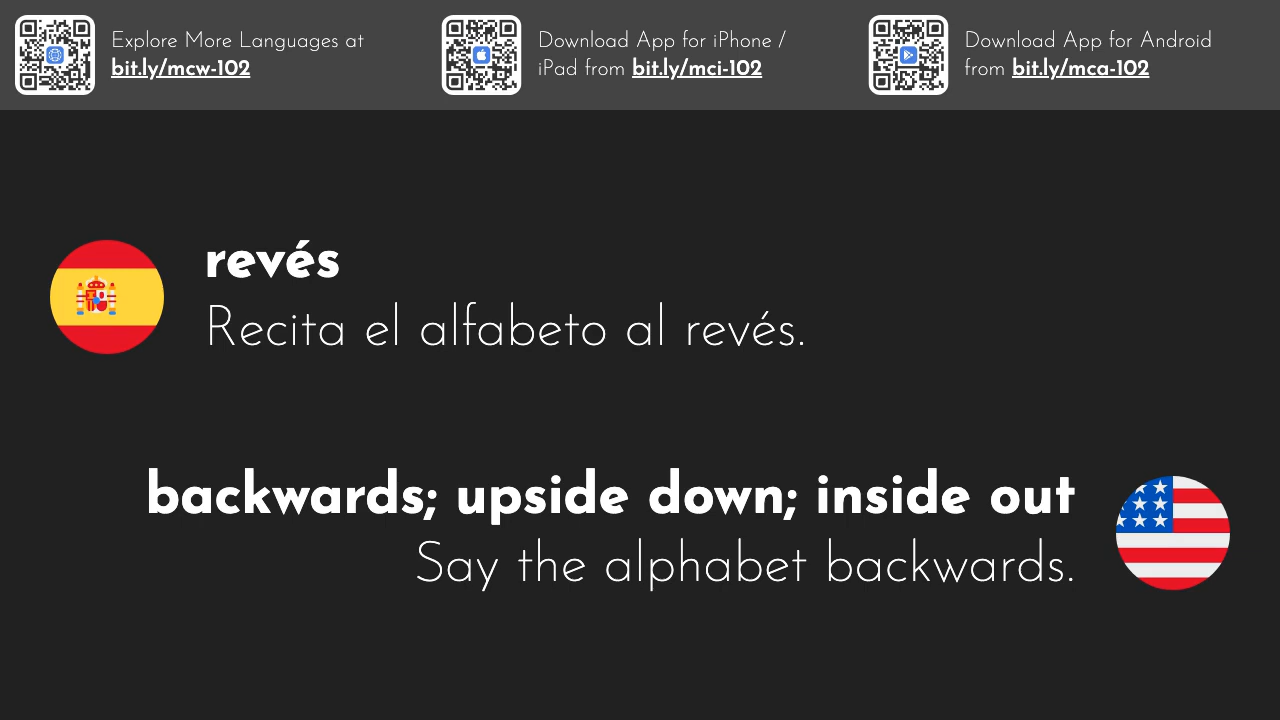 Explore More Languages at
bit.ly/mcw-102
Download App for iPhone /
iPad from bit.ly/mci-102
Download App for Android
from bit.ly/mca-102
revés
Recita el alfabeto al revés.
backwards; upside down; inside out
Say the alphabet backwards.